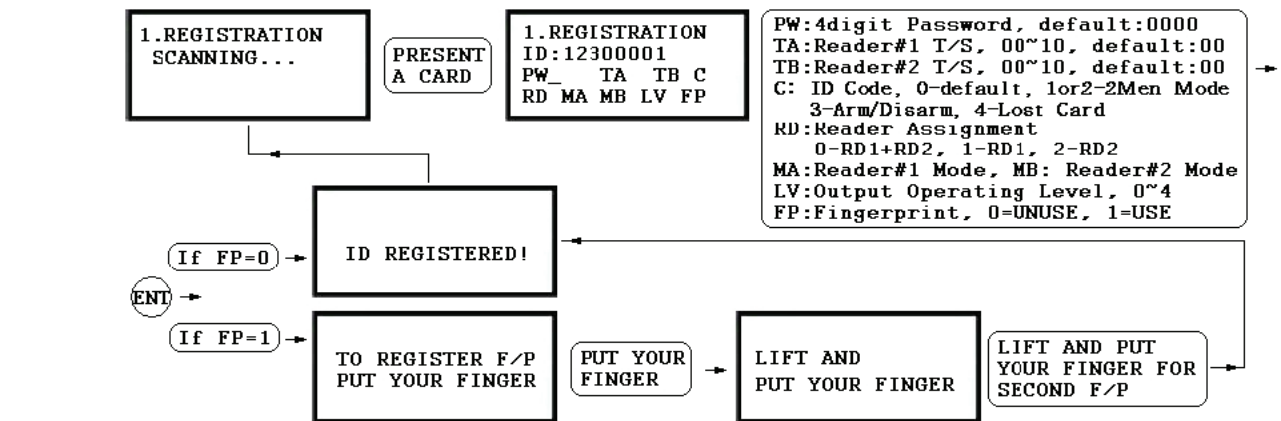 1.REGISTRATION
SCANNING...
PRESENT
A CARD
1.REGISTRATION
ID:12300001
PW_ TA TB C
RD MA MB LV FP
PW:4digit Password, default:0000
TA:Reader#1 T/S, 00~10, default:00
TB:Reader#2 T/S, 00~10, default:00
C: ID Code, 0-default, 1or2-2Men Mode
3-Arm/Disarm, 4-Lost Card
RD:Reader Assignment
0-RD1+RD2, 1-RD1, 2-RD2
MA:Reader#1 Mode, MB: Reader#2 Mode
LV:Output Operating Level, 0~4
FP:Fingerprint, 0=UNUSE, 1=USE
If FP=0
ID REGISTERED!
ENT
If FP=1
TO REGISTER F/P
PUT YOUR FINGER
PUT YOUR
FINGER
LIFT AND
PUT YOUR FINGER
LIFT AND PUT
YOUR FINGER FOR
SECOND F/P